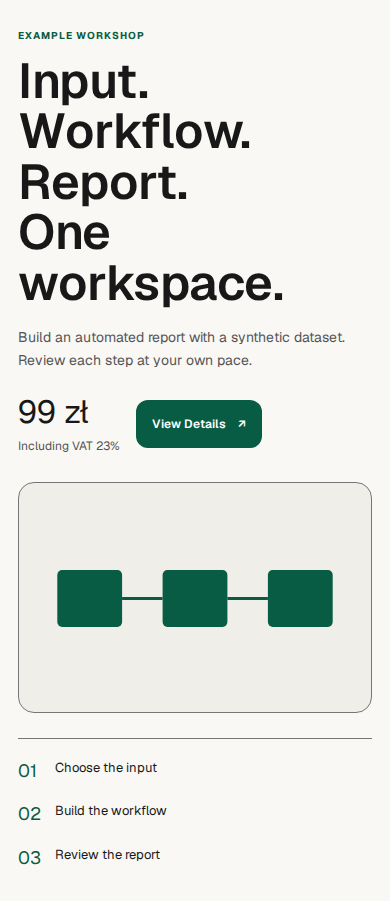 EXAMPLE WORKSHOP
Input.
Workflow.
Report.
One
workspace.
Build an automated report with a synthetic dataset.
Review each step at your own pace.
99 zł
Including VAT 23%
View Details ↗
01 Choose the input
02 Build the workflow
03 Review the report